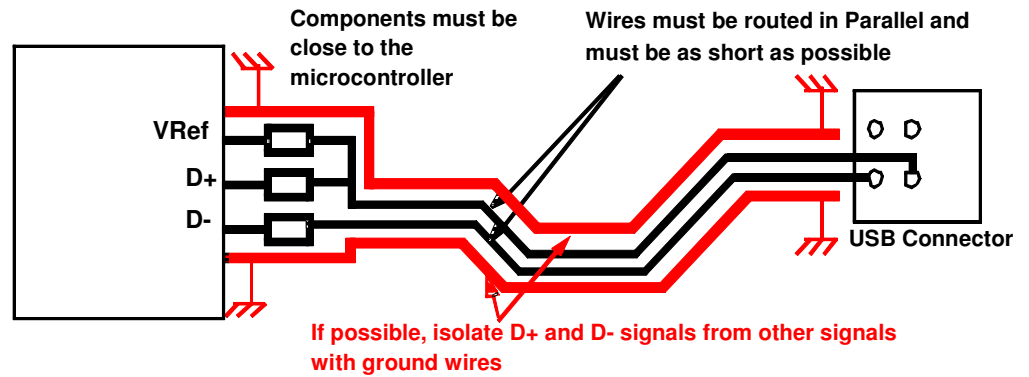 Components must be
close to the
microcontroller
Wires must be routed in Parallel and
must be as short as possible
VRef
D+
D-
USB Connector
If possible, isolate D+ and D- signals from other signals
with ground wires